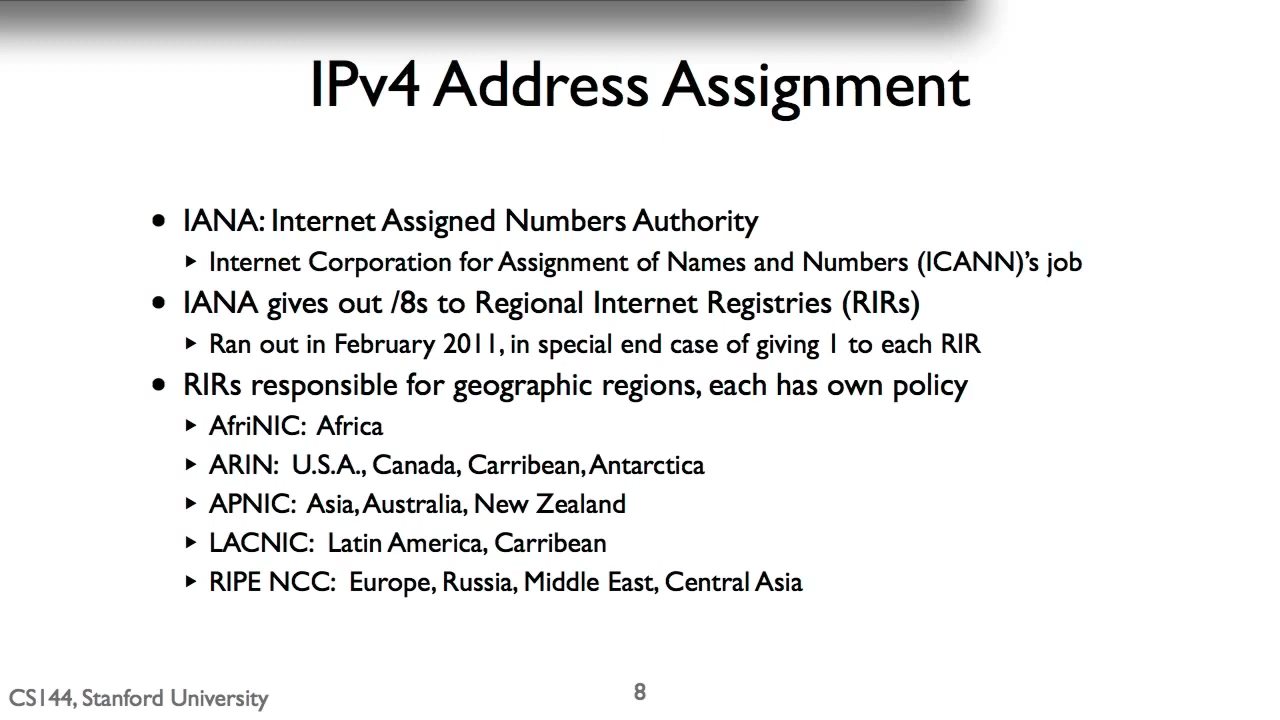 IPv4 Address Assignment
• IANA: Internet Assigned Numbers Authority
▸ Internet Corporation for Assignment of Names and Numbers (ICANN)’s job
• IANA gives out /8s to Regional Internet Registries (RIRs)
▸ Ran out in February 2011, in special end case of giving 1 to each RIR
• RIRs responsible for geographic regions, each has own policy
▸ AfriNIC: Africa
▸ ARIN: U.S.A., Canada, Carribean, Antarctica
▸ APNIC: Asia, Australia, New Zealand
▸ LACNIC: Latin America, Carribean
▸ RIPE NCC: Europe, Russia, Middle East, Central Asia
CS144, Stanford University
8